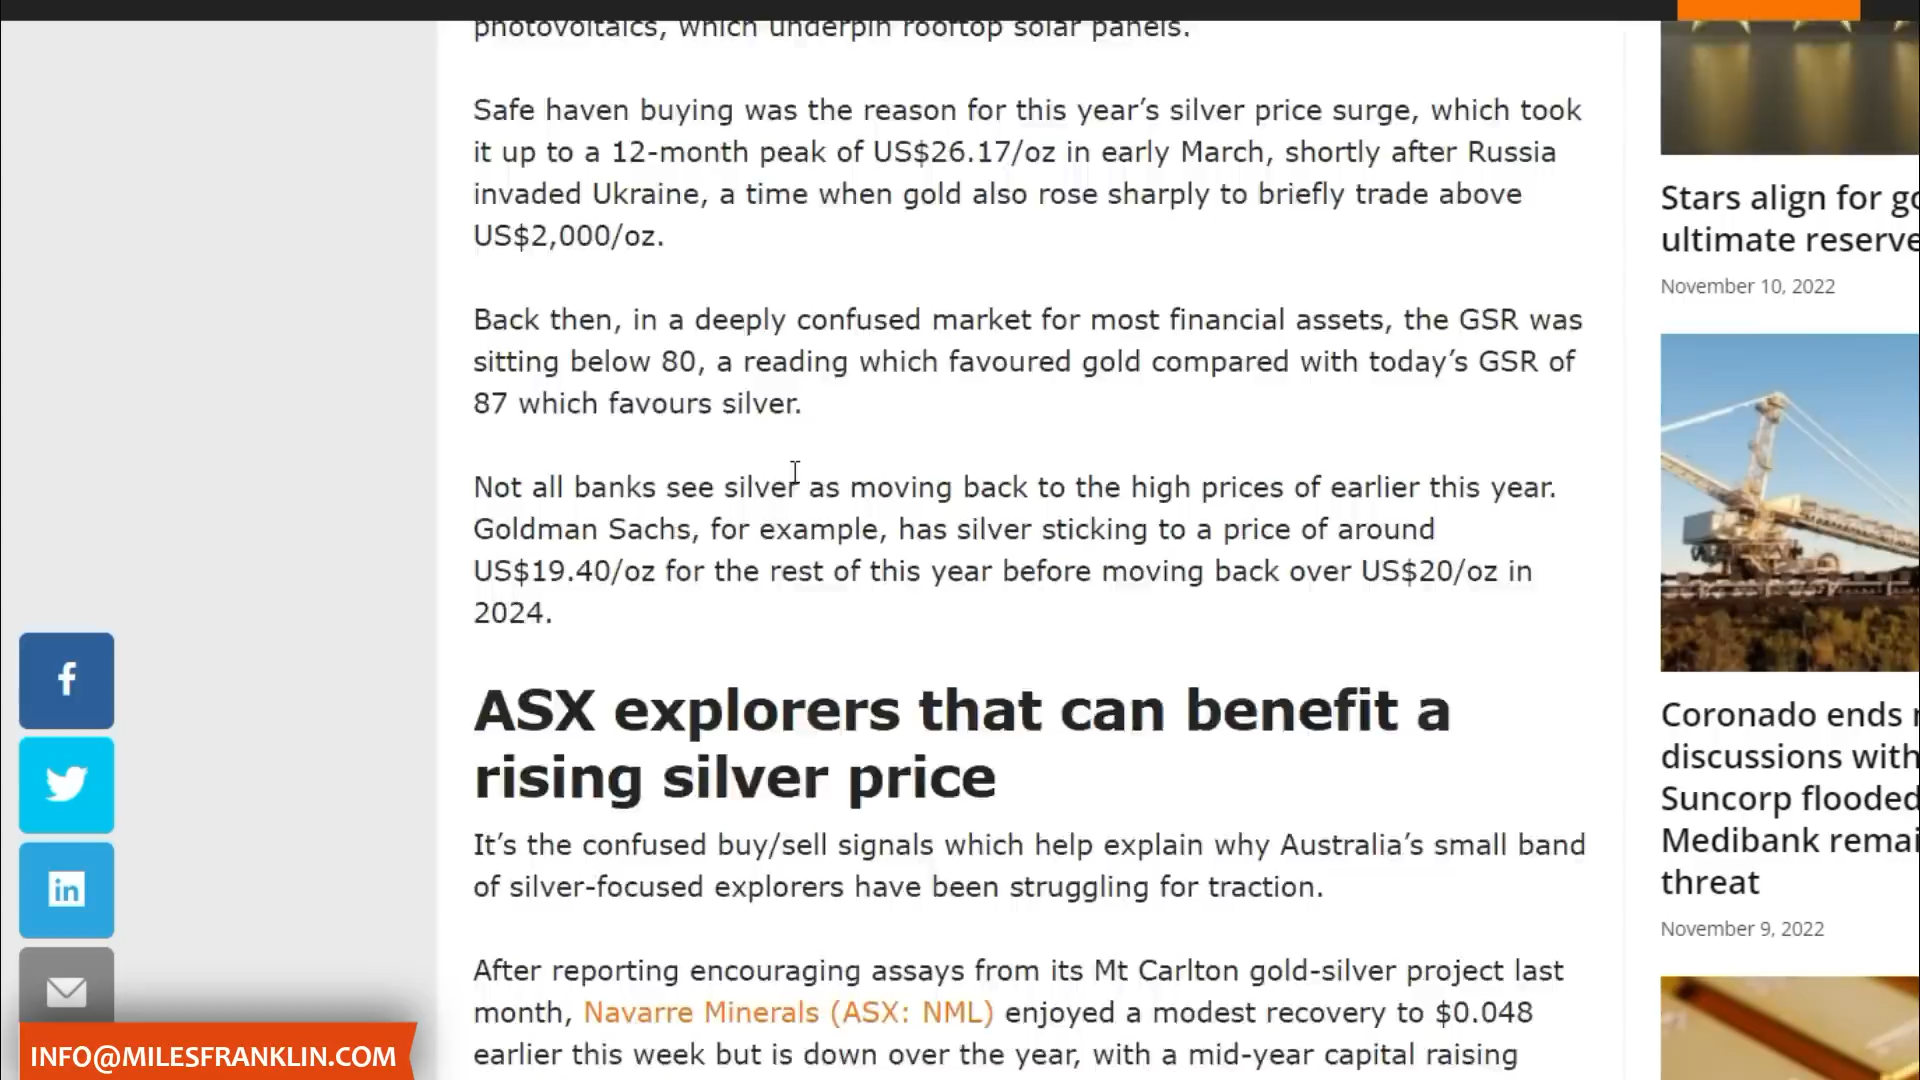 photovoltaics, which underpin rooftop solar panels.
Safe haven buying was the reason for this year’s silver price surge, which took
it up to a 12-month peak of US$26.17/oz in early March, shortly after Russia
invaded Ukraine, a time when gold also rose sharply to briefly trade above
US$2,000/oz.
Back then, in a deeply confused market for most financial assets, the GSR was
sitting below 80, a reading which favoured gold compared with today’s GSR of
87 which favours silver.
Not all banks see silver as moving back to the high prices of earlier this year.
Goldman Sachs, for example, has silver sticking to a price of around
US$19.40/oz for the rest of this year before moving back over US$20/oz in
2024.
ASX explorers that can benefit a
rising silver price
It’s the confused buy/sell signals which help explain why Australia’s small band
of silver-focused explorers have been struggling for traction.
After reporting encouraging assays from its Mt Carlton gold-silver project last
month, Navarre Minerals (ASX: NML) enjoyed a modest recovery to $0.048
earlier this week but is down over the year, with a mid-year capital raising
Stars align for
ultimate
November 10, 2022
Coronado ends
discussions with
Suncorp flooded
Medibank
threat
November 9, 2022
f
in
INFO@MILESFRANKLIN.COM